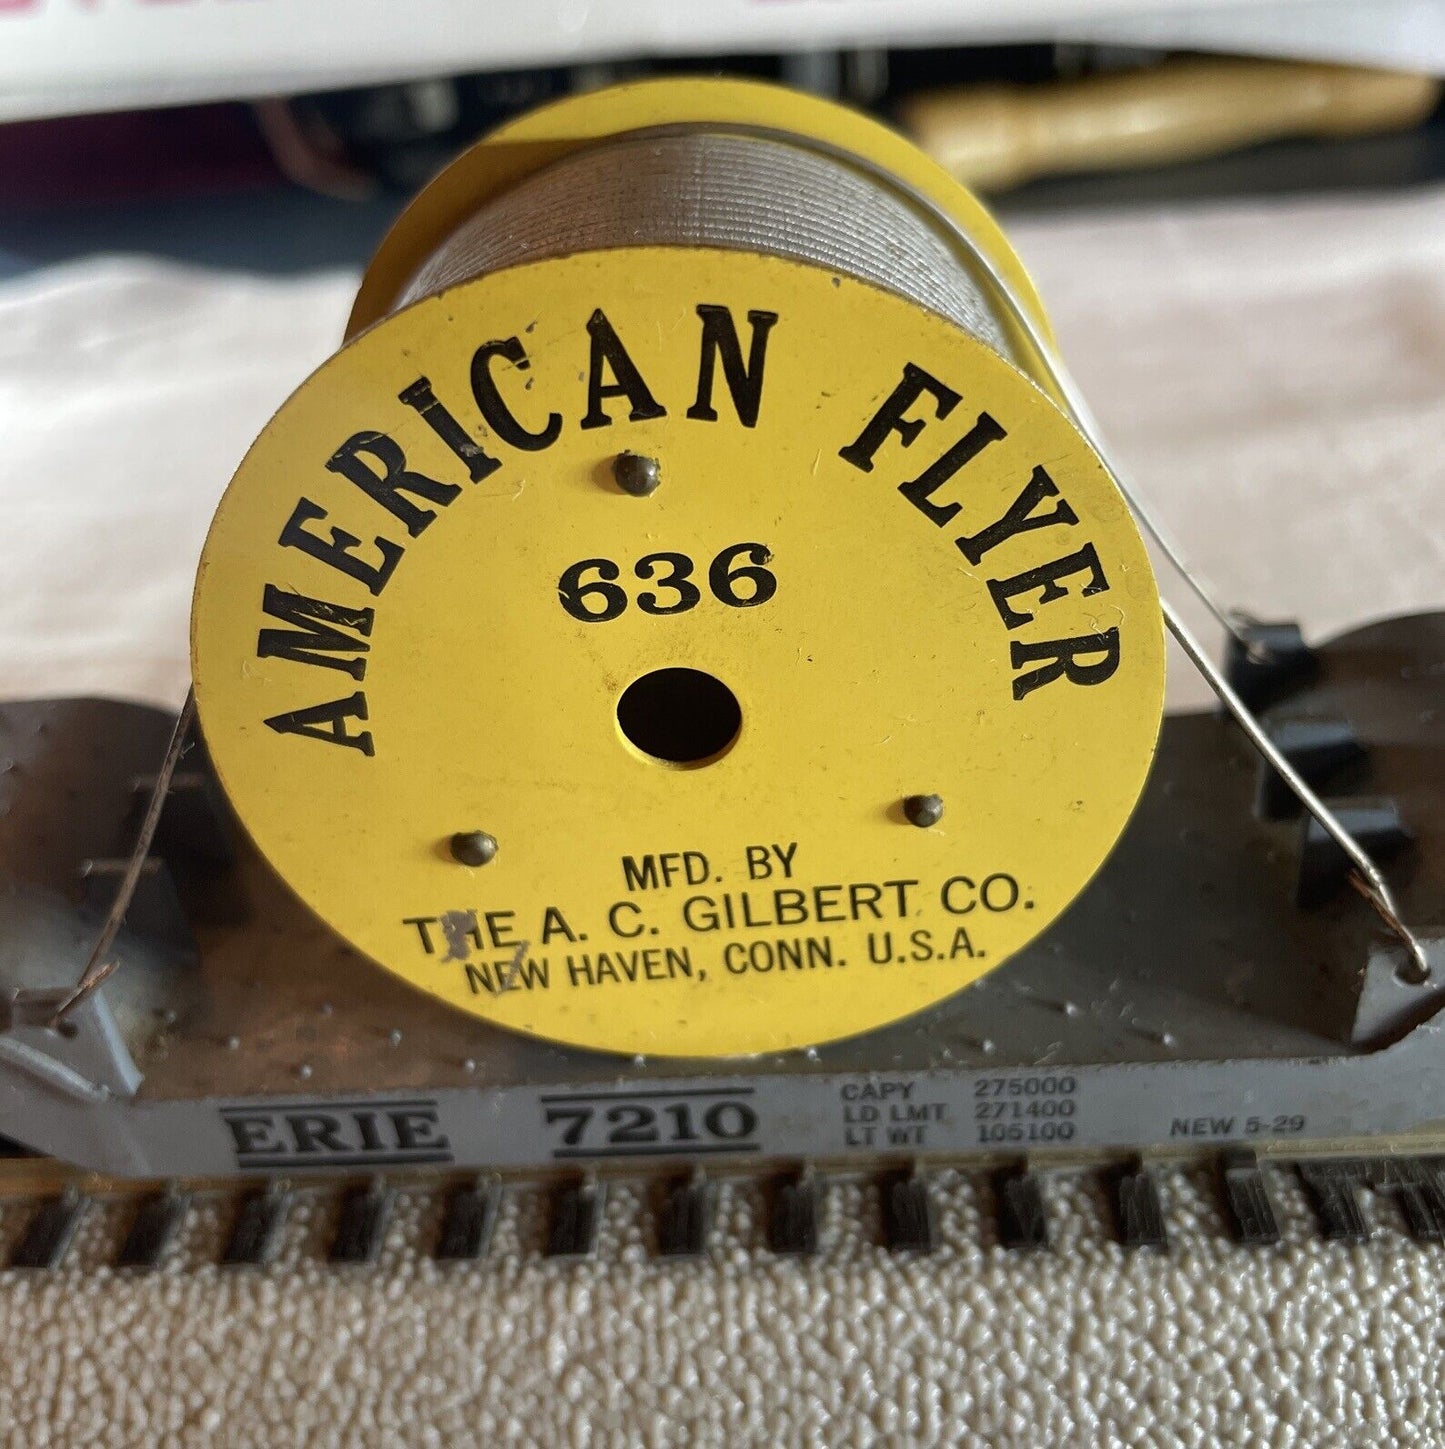 AMERICAN FLYER
636
MFD. BY
THE A. C. GILBERT CO.
NEW HAVEN, CONN. U.S.A.
ERIE 7210
CAPY 275000
LD LMT 271400
LT WT 105100
NEW 5-29